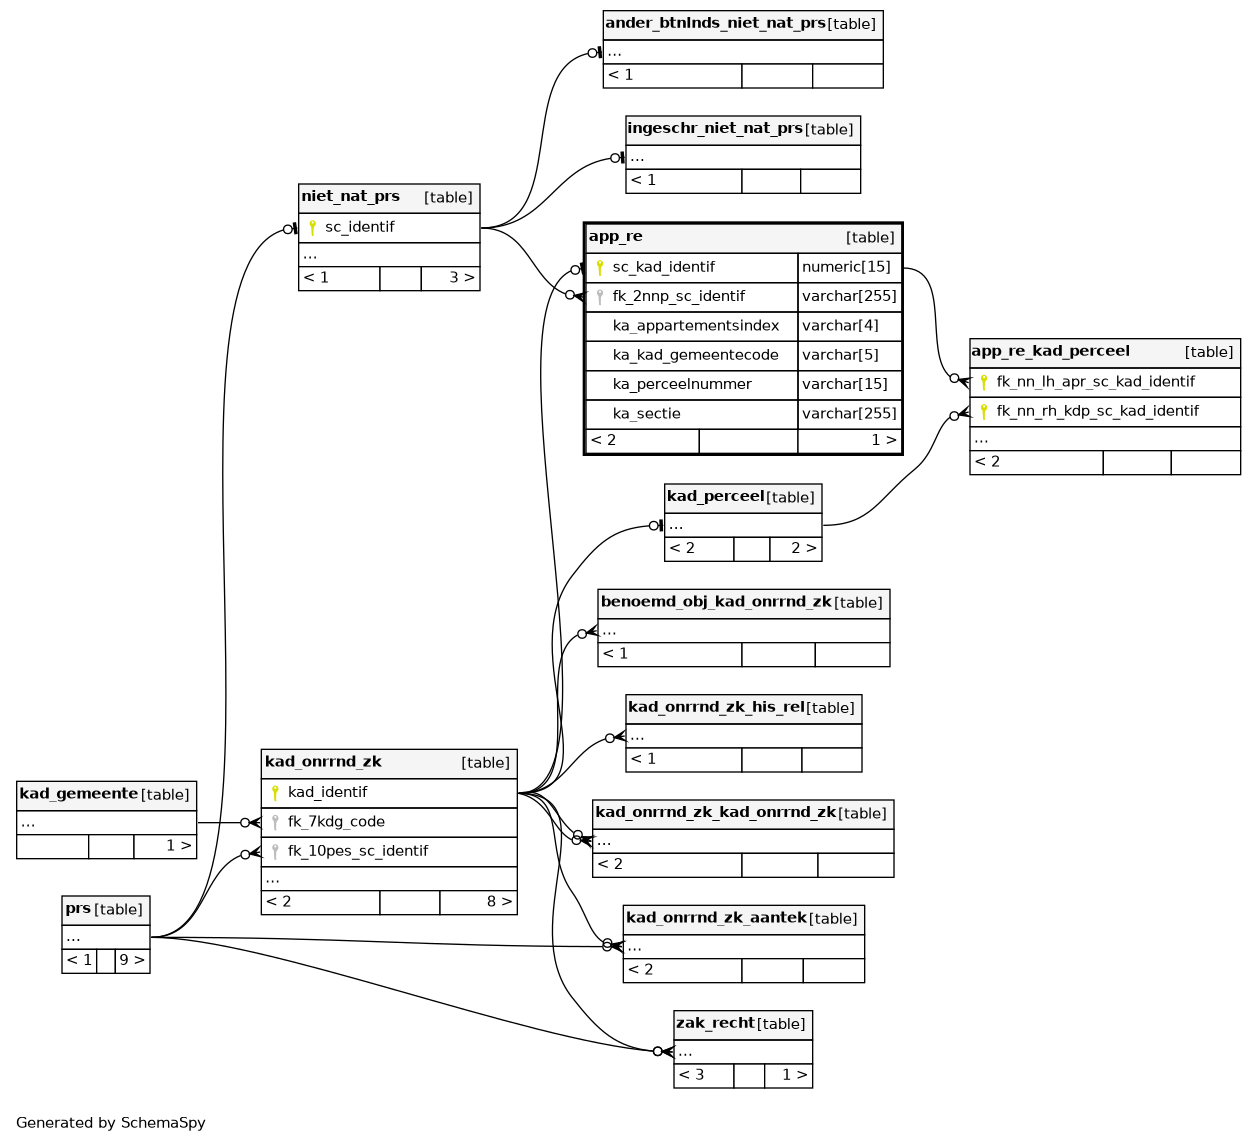 ander_btnlnds_niet_nat_prs [table]
...
< 1
ingeschr_niet_nat_prs [table]
...
< 1
niet_nat_prs [table]
sc_identif
...
< 1 3 >
app_re [table]
sc_kad_identif numeric[15]
fk_2nnp_sc_identif varchar[255]
ka_appartementsindex varchar[4]
ka_kad_gemeentecode varchar[5]
ka_perceelnummer varchar[15]
ka_sectie varchar[255]
< 2 1 >
app_re_kad_perceel [table]
fk_nn_lh_apr_sc_kad_identif
fk_nn_rh_kdp_sc_kad_identif
...
< 2
kad_perceel [table]
...
< 2 2 >
benoemd_obj_kad_onrrnd_zk [table]
...
< 1
kad_onrrnd_zk_his_rel [table]
...
< 1
kad_onrrnd_zk [table]
kad_identif
fk_7kdg_code
fk_10pes_sc_identif
...
< 2 8 >
kad_gemeente [table]
...
1 >
kad_onrrnd_zk_kad_onrrnd_zk [table]
...
< 2
prs [table]
...
< 1 9 >
kad_onrrnd_zk_aantek [table]
...
< 2
zak_recht [table]
...
< 3 1 >
Generated by SchemaSpy